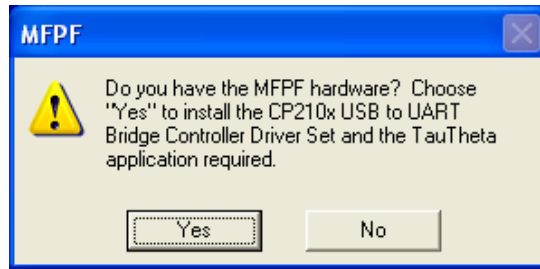 MFPF
Do you have the MFPF hardware?  Choose
"Yes" to install the CP210x USB to UART
Bridge Controller Driver Set and the TauTheta
application required.
Yes
No